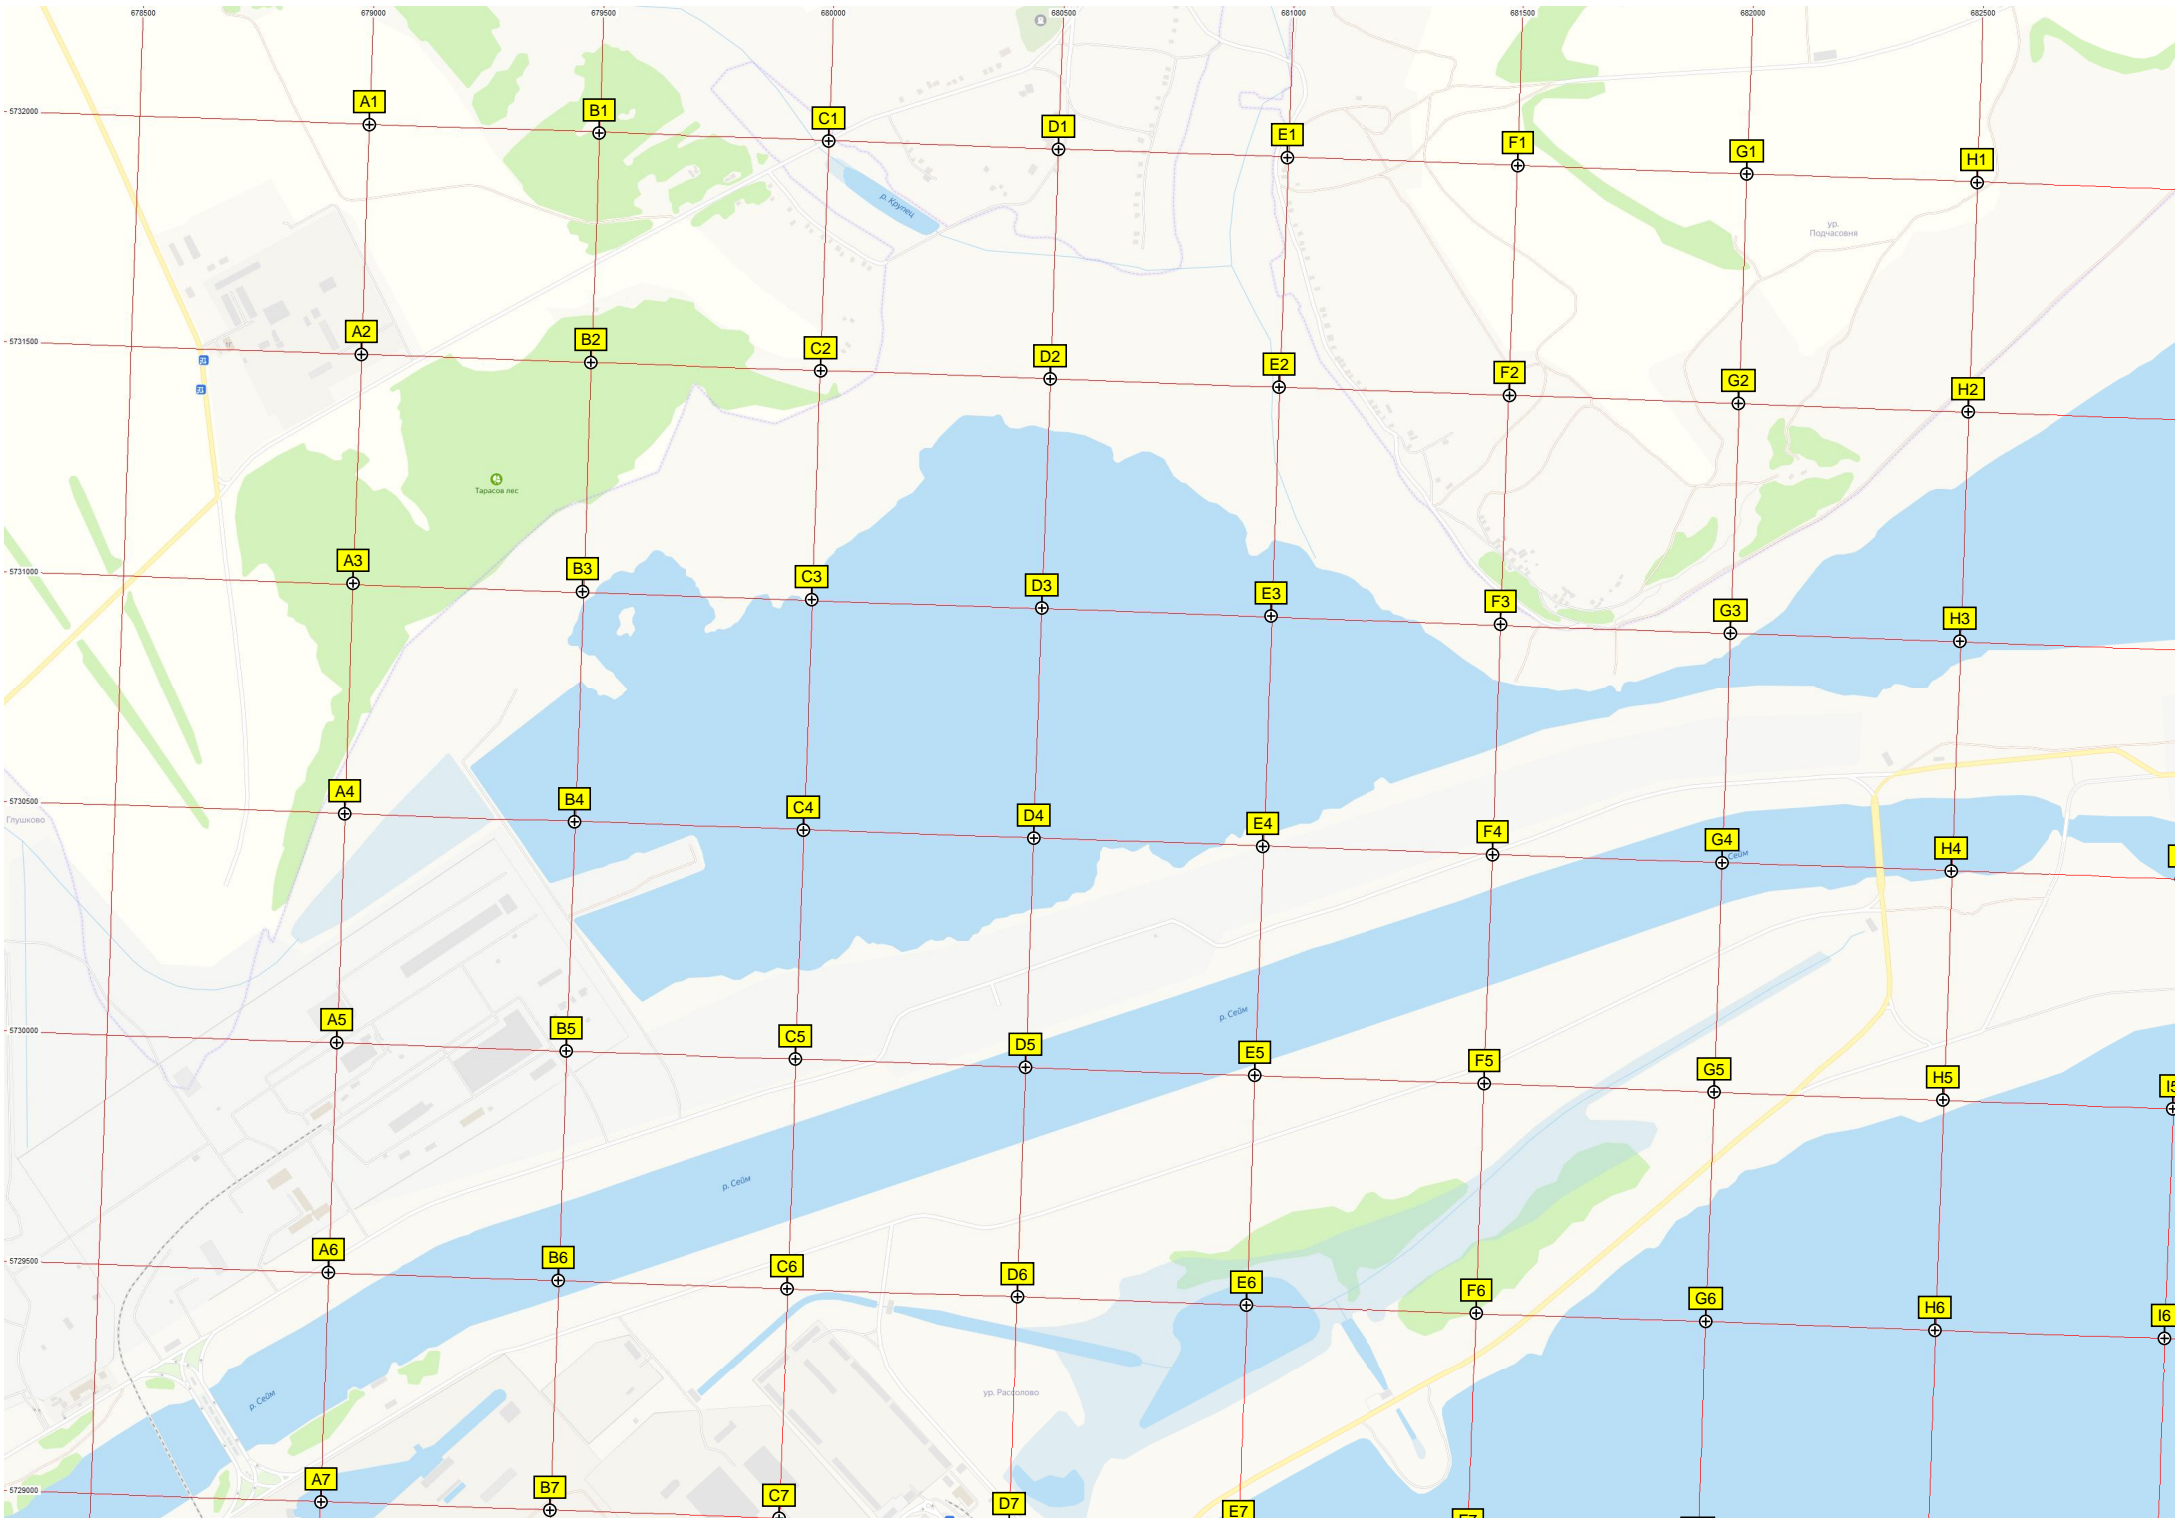 678500 679000 679500 680000 680500 681000 681500 682000 682500
5732000
A1 B1 C1 D1 E1 F1 G1 H1
р. Крупец
ур.
Подчасовня
5731500
A2 B2 C2 D2 E2 F2 G2 H2
Тарасов лес
5731000
A3 B3 C3 D3 E3 F3 G3 H3
5730500
A4 B4 C4 D4 E4 F4 G4 H4
Глушково
Сейм
р. Сейм
5730000
A5 B5 C5 D5 E5 F5 G5 H5 I5
р. Сейм
5729500
A6 B6 C6 D6 E6 F6 G6 H6 I6
ур. Рассолово
р. Сейм
5729000
A7 B7 C7 D7 E7